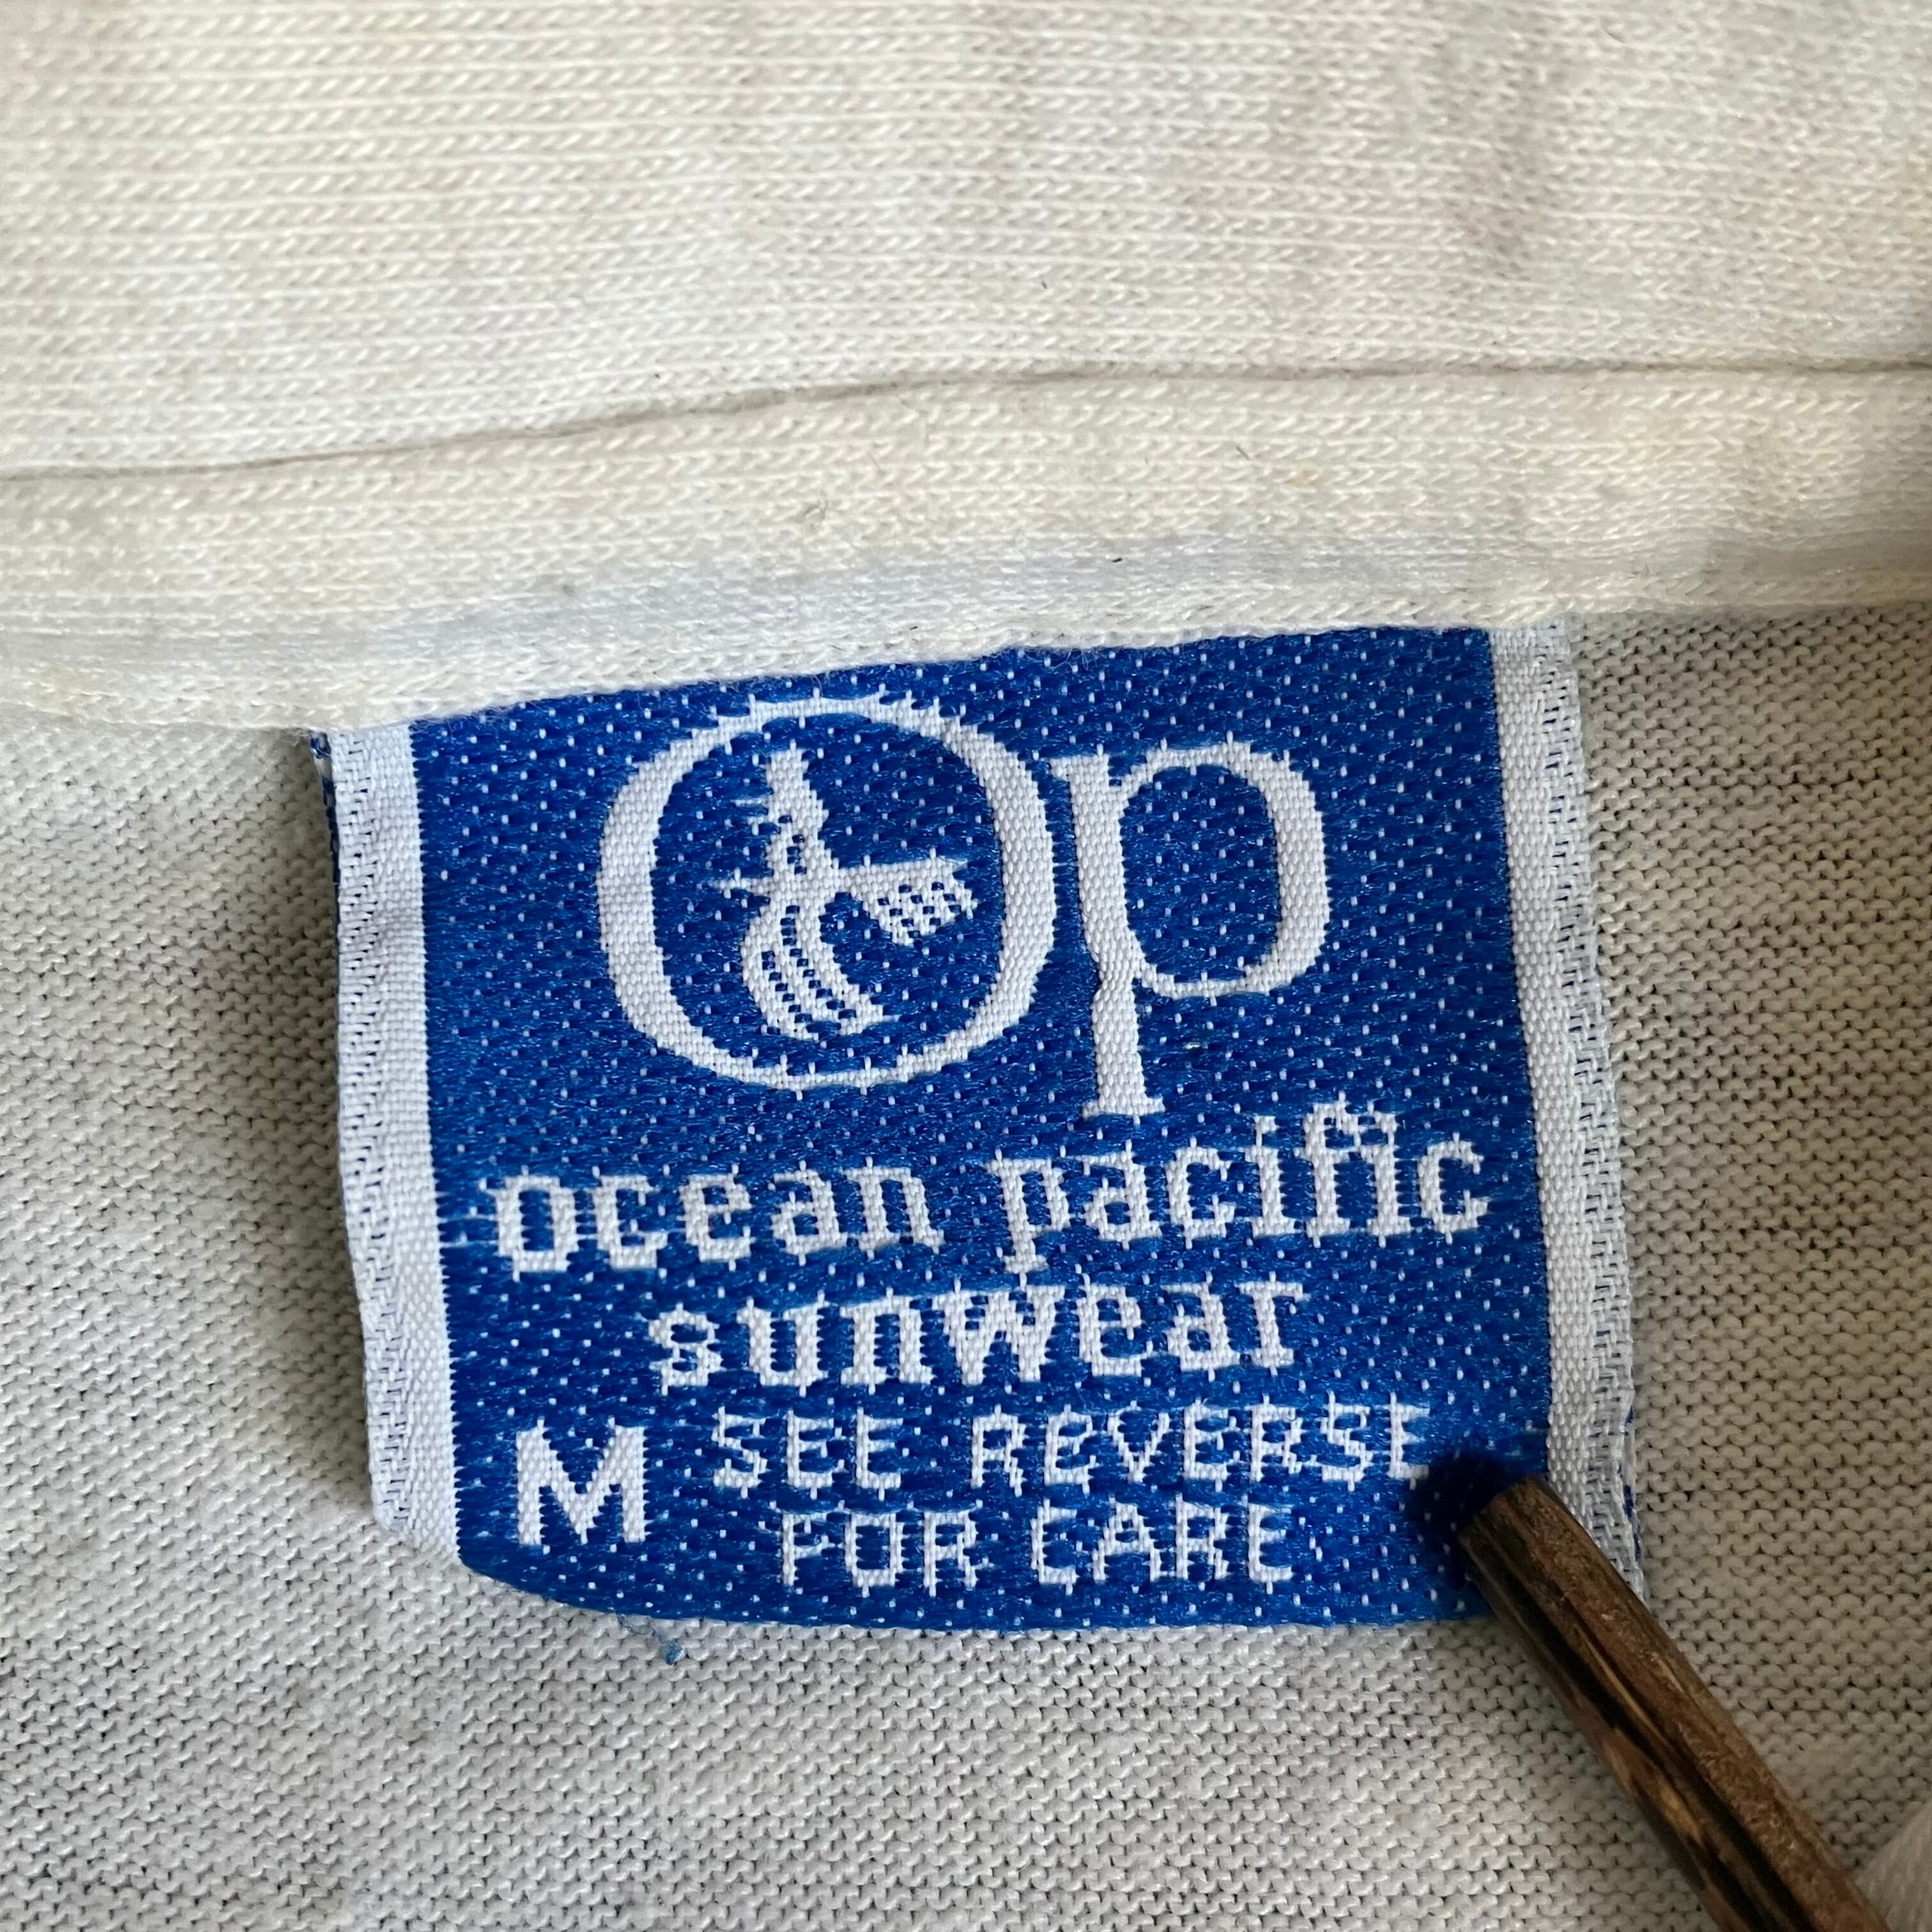 Op
ocean pacific
sunwear
M SEE REVERSE
FOR CARE